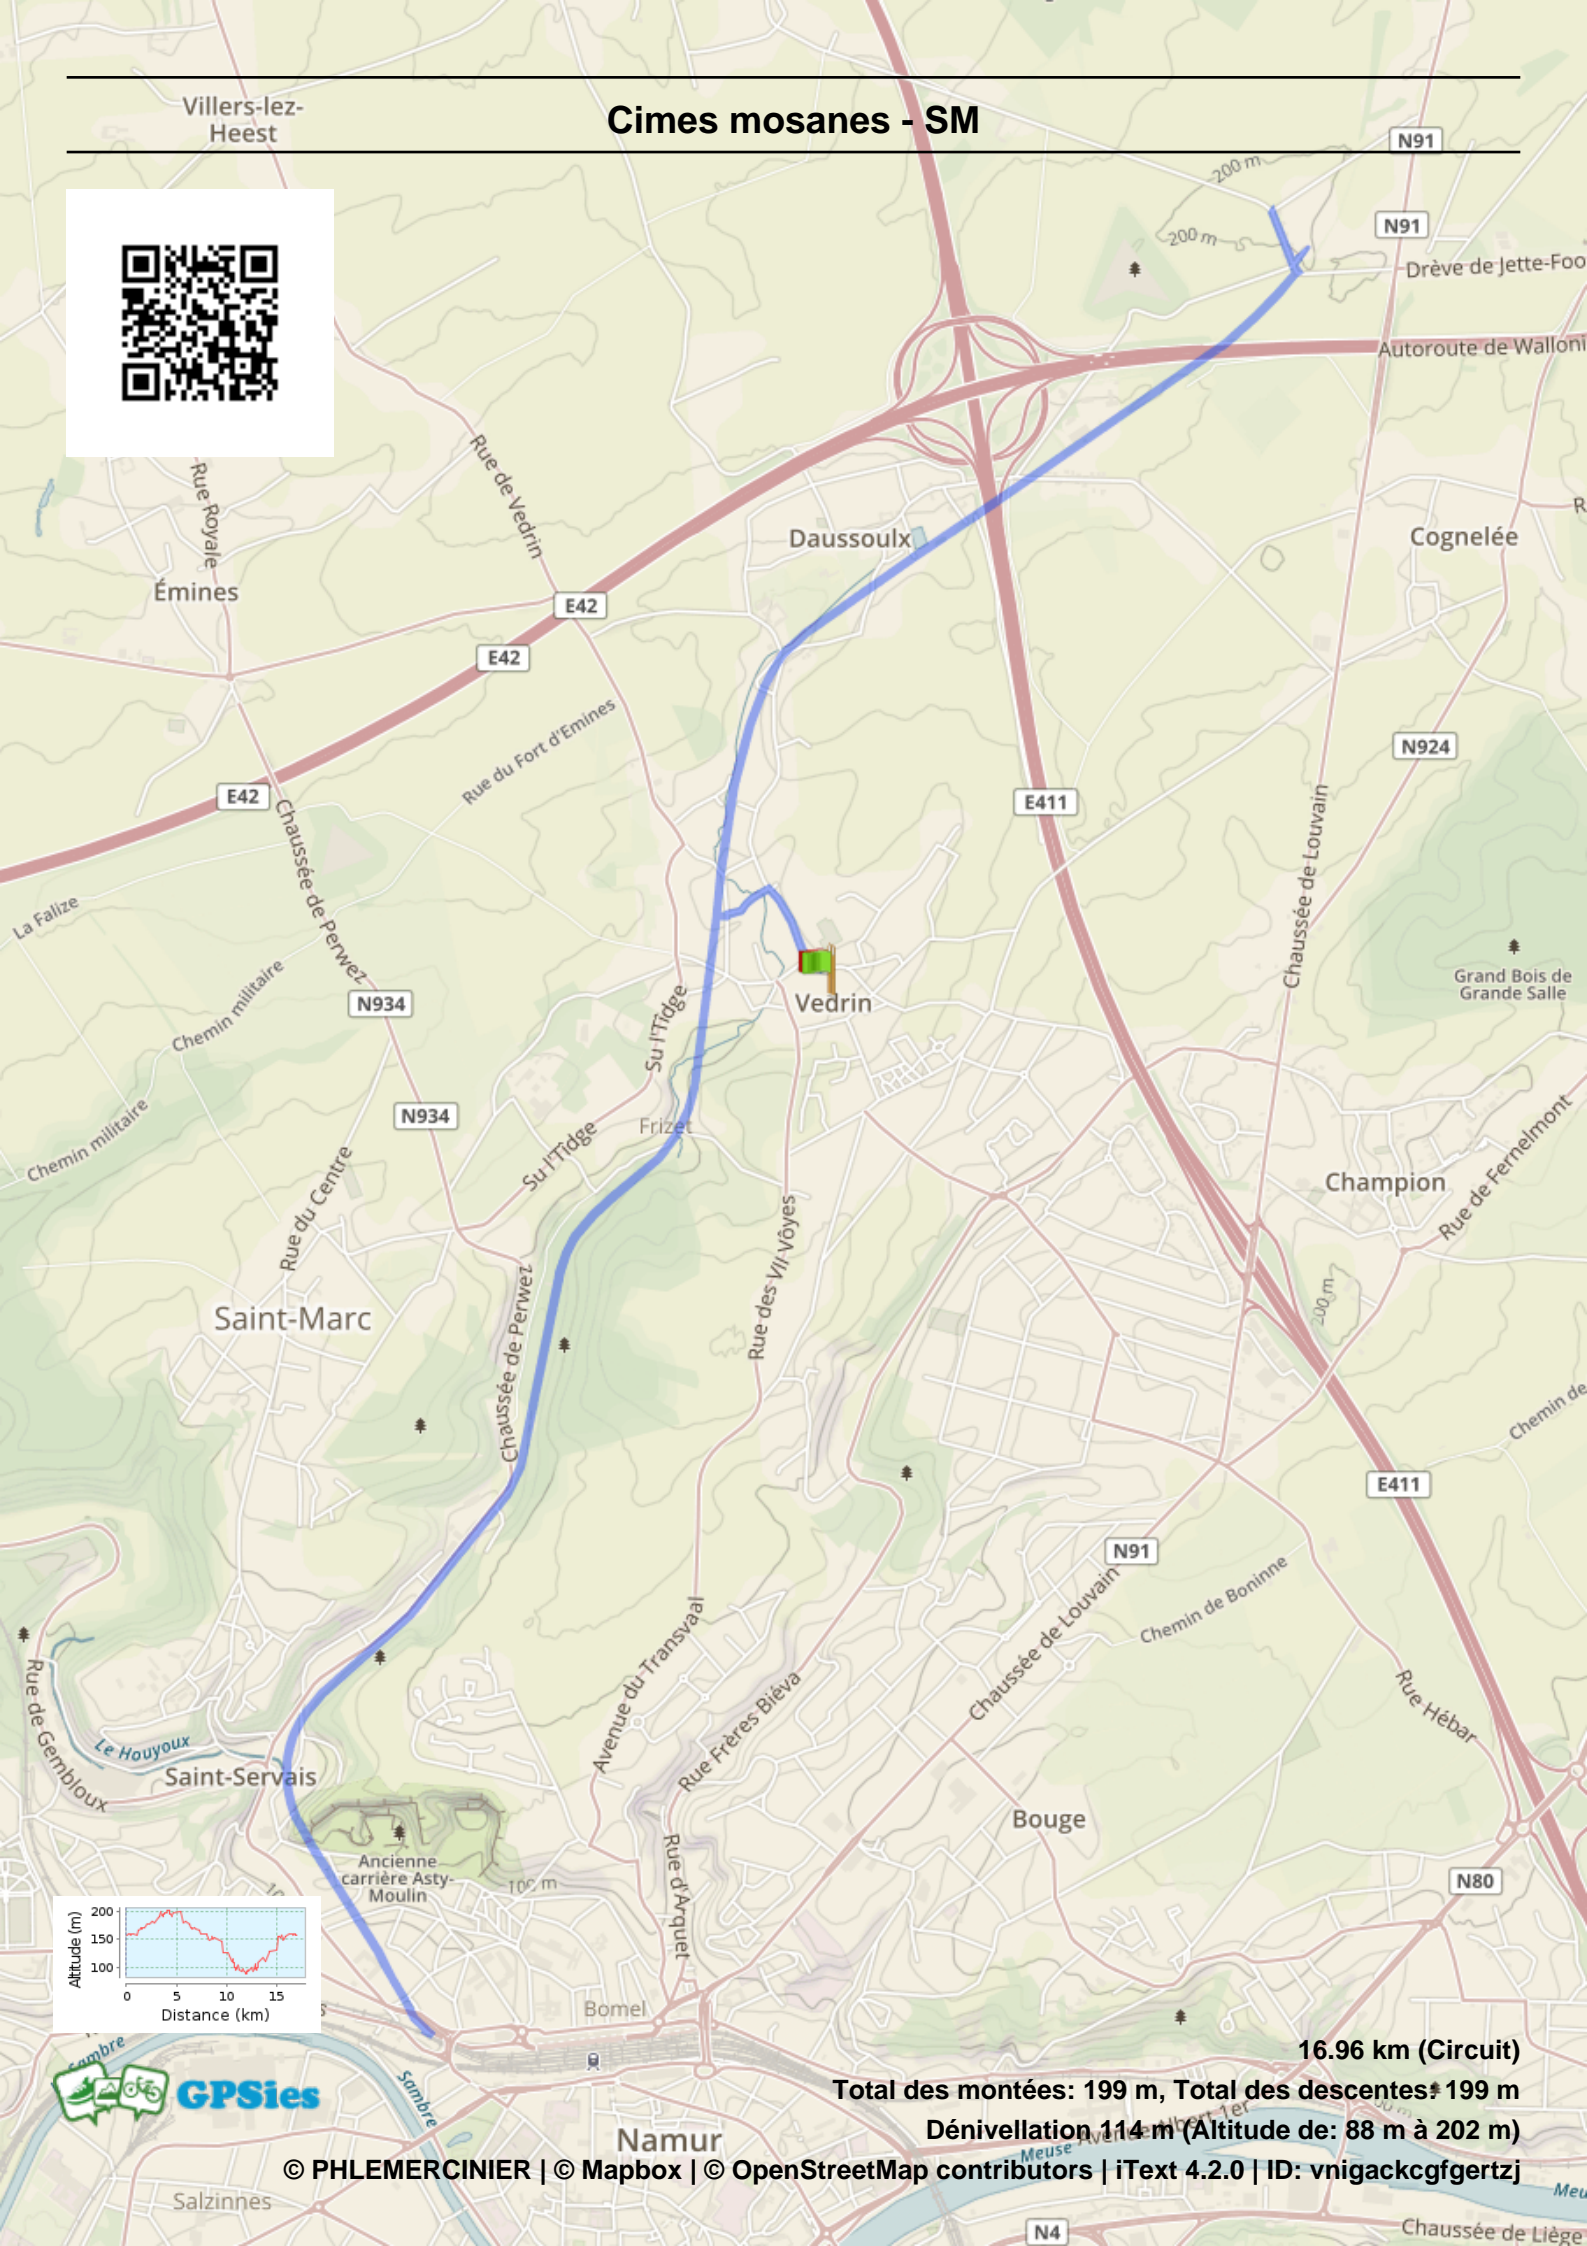 Villers-lez-
Heest
Cimes mosanes - SM
N91
200 m
N91
200 m
Drève de Jette-Foo
Autoroute de Walloni
Rue de Vedrin
Rue Royale
Daussoulx
Cognelée
R
Émines
E42
E42
Rue du Fort d'Emines
N924
E42
E411
Chaussée de Perwez
Chaussée de Louvain
La Falize
Grand Bois de
Grande Salle
Chemin militaire
N934
Vedrin
Su l'Tidge
Chemin militaire
N934
Frizet
Su l'Tidge
Rue du Centre
Champion
Rue de Fernelmont
Rue des VII Vôyes
Saint-Marc
Chaussée de Perwez
200 m
Chemin de
E411
N91
Chemin de Boninne
Chaussée de Louvain
Avenue du Transvaal
Rue Frères Biéva
Rue Hébar
Rue de Gembloux
Le Houyoux
Saint-Servais
Bouge
Ancienne
carrière Asty-
Moulin
100 m
Rue d'Arquet
N80
Altitude (m)
200
150
100
0 5 10 15
Distance (km)
Bomel
Sambre
Sambre
GPSies
16.96 km (Circuit)
Total des montées: 199 m, Total des descentes: 199 m
Avenue Albert 1er
Dénivellation 114 m (Altitude de: 88 m à 202 m)
Namur
Meuse
© PHLEMERCINIER | © Mapbox | © OpenStreetMap contributors | iText 4.2.0 | ID: vnigackcgfgertzj
Salzinnes
Meu
N4
Chaussée de Liège